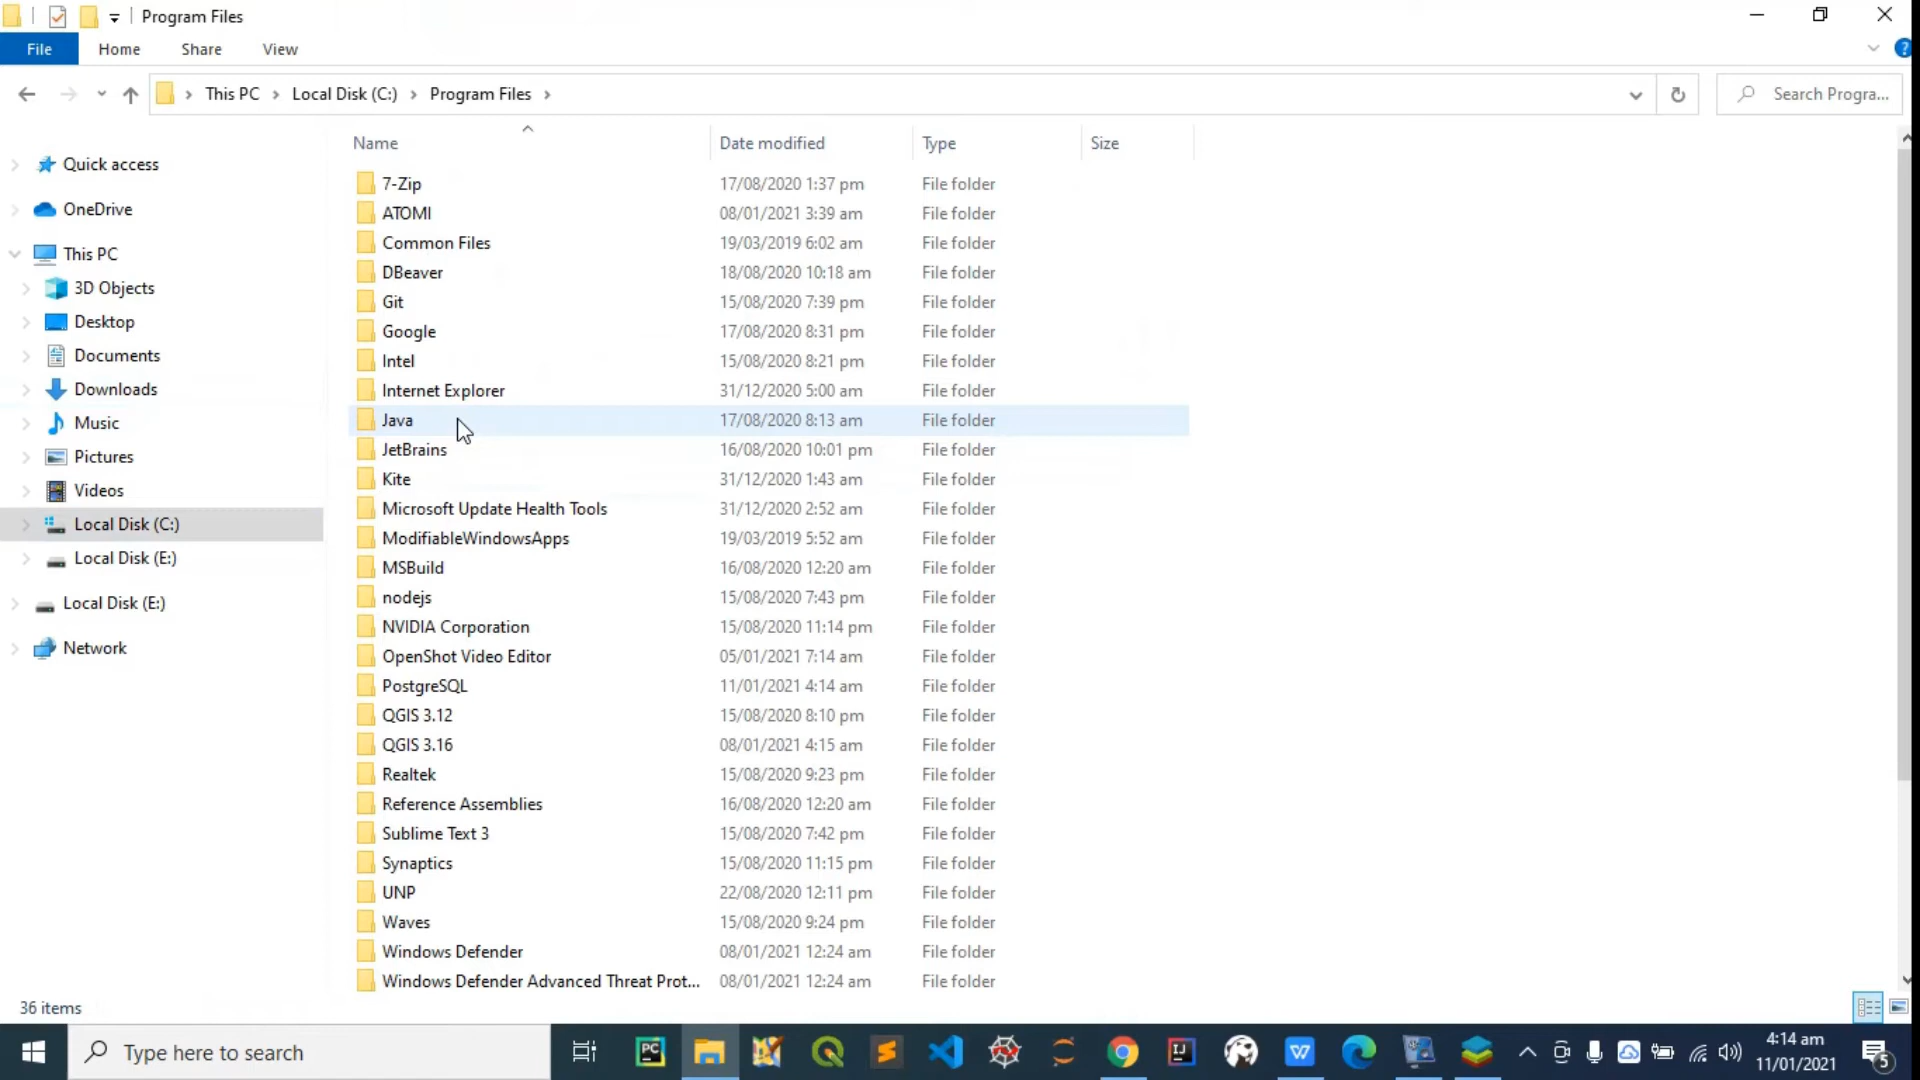 Program Files
File Home Share View
This PC Local Disk (C:) Program Files Search Progra...
Name Date modified Type Size
Quick access
OneDrive
This PC
3D Objects
Desktop
Documents
Downloads
Music
Pictures
Videos
Local Disk (C:)
Local Disk (E:)
Local Disk (E:)
Network
7-Zip 17/08/2020 1:37 pm File folder
ATOMI 08/01/2021 3:39 am File folder
Common Files 19/03/2019 6:02 am File folder
DBeaver 18/08/2020 10:18 am File folder
Git 15/08/2020 7:39 pm File folder
Google 17/08/2020 8:31 pm File folder
Intel 15/08/2020 8:21 pm File folder
Internet Explorer 31/12/2020 5:00 am File folder
Java 17/08/2020 8:13 am File folder
JetBrains 16/08/2020 10:01 pm File folder
Kite 31/12/2020 1:43 am File folder
Microsoft Update Health Tools 31/12/2020 2:52 am File folder
ModifiableWindowsApps 19/03/2019 5:52 am File folder
MSBuild 16/08/2020 12:20 am File folder
nodejs 15/08/2020 7:43 pm File folder
NVIDIA Corporation 15/08/2020 11:14 pm File folder
OpenShot Video Editor 05/01/2021 7:14 am File folder
PostgreSQL 11/01/2021 4:14 am File folder
QGIS 3.12 15/08/2020 8:10 pm File folder
QGIS 3.16 08/01/2021 4:15 am File folder
Realtek 15/08/2020 9:23 pm File folder
Reference Assemblies 16/08/2020 12:20 am File folder
Sublime Text 3 15/08/2020 7:42 pm File folder
Synaptics 15/08/2020 11:15 pm File folder
UNP 22/08/2020 12:11 pm File folder
Waves 15/08/2020 9:24 pm File folder
Windows Defender 08/01/2021 12:24 am File folder
Windows Defender Advanced Threat Prot... 08/01/2021 12:24 am File folder
36 items
Type here to search
PC
IJ
W
4:14 am
11/01/2021
5